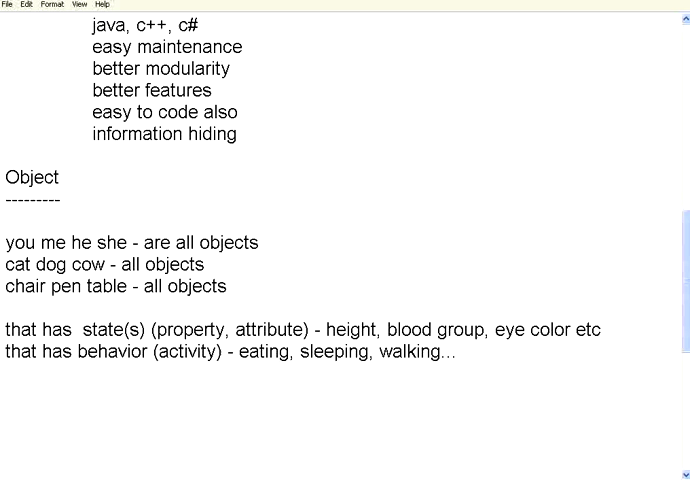 File Edit Format View Help
java, c++, c#
easy maintenance
better modularity
better features
easy to code also
information hiding
Object
---------
you me he she - are all objects
cat dog cow - all objects
chair pen table - all objects
that has  state(s) (property, attribute) - height, blood group, eye color etc
that has behavior (activity) - eating, sleeping, walking...